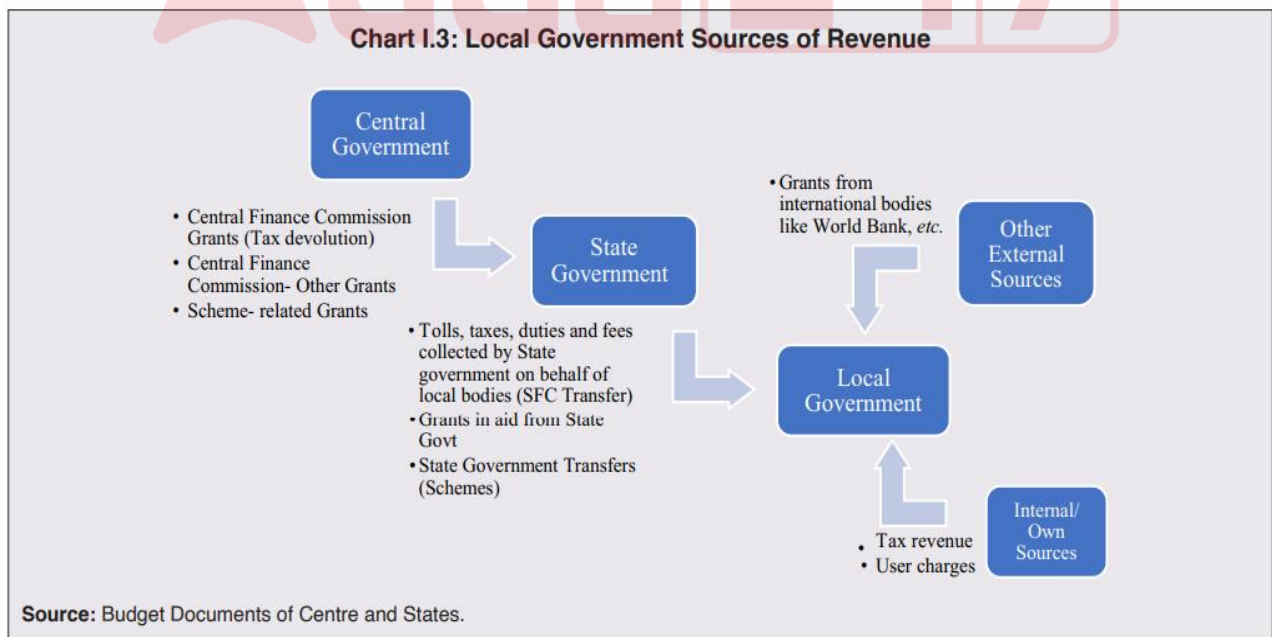 Chart I.3: Local Government Sources of Revenue
Central
Government
• Central Finance Commission
Grants (Tax devolution)
• Central Finance
Commission- Other Grants
• Scheme- related Grants
State
Government
• Tolls, taxes, duties and fees
collected by State
government on behalf of
local bodies (SFC Transfer)
• Grants in aid from State
Govt
• State Government Transfers
(Schemes)
• Grants from
international bodies
like World Bank, etc.
Other
External
Sources
Local
Government
• Tax revenue
• User charges
Internal/
Own
Sources
Source: Budget Documents of Centre and States.